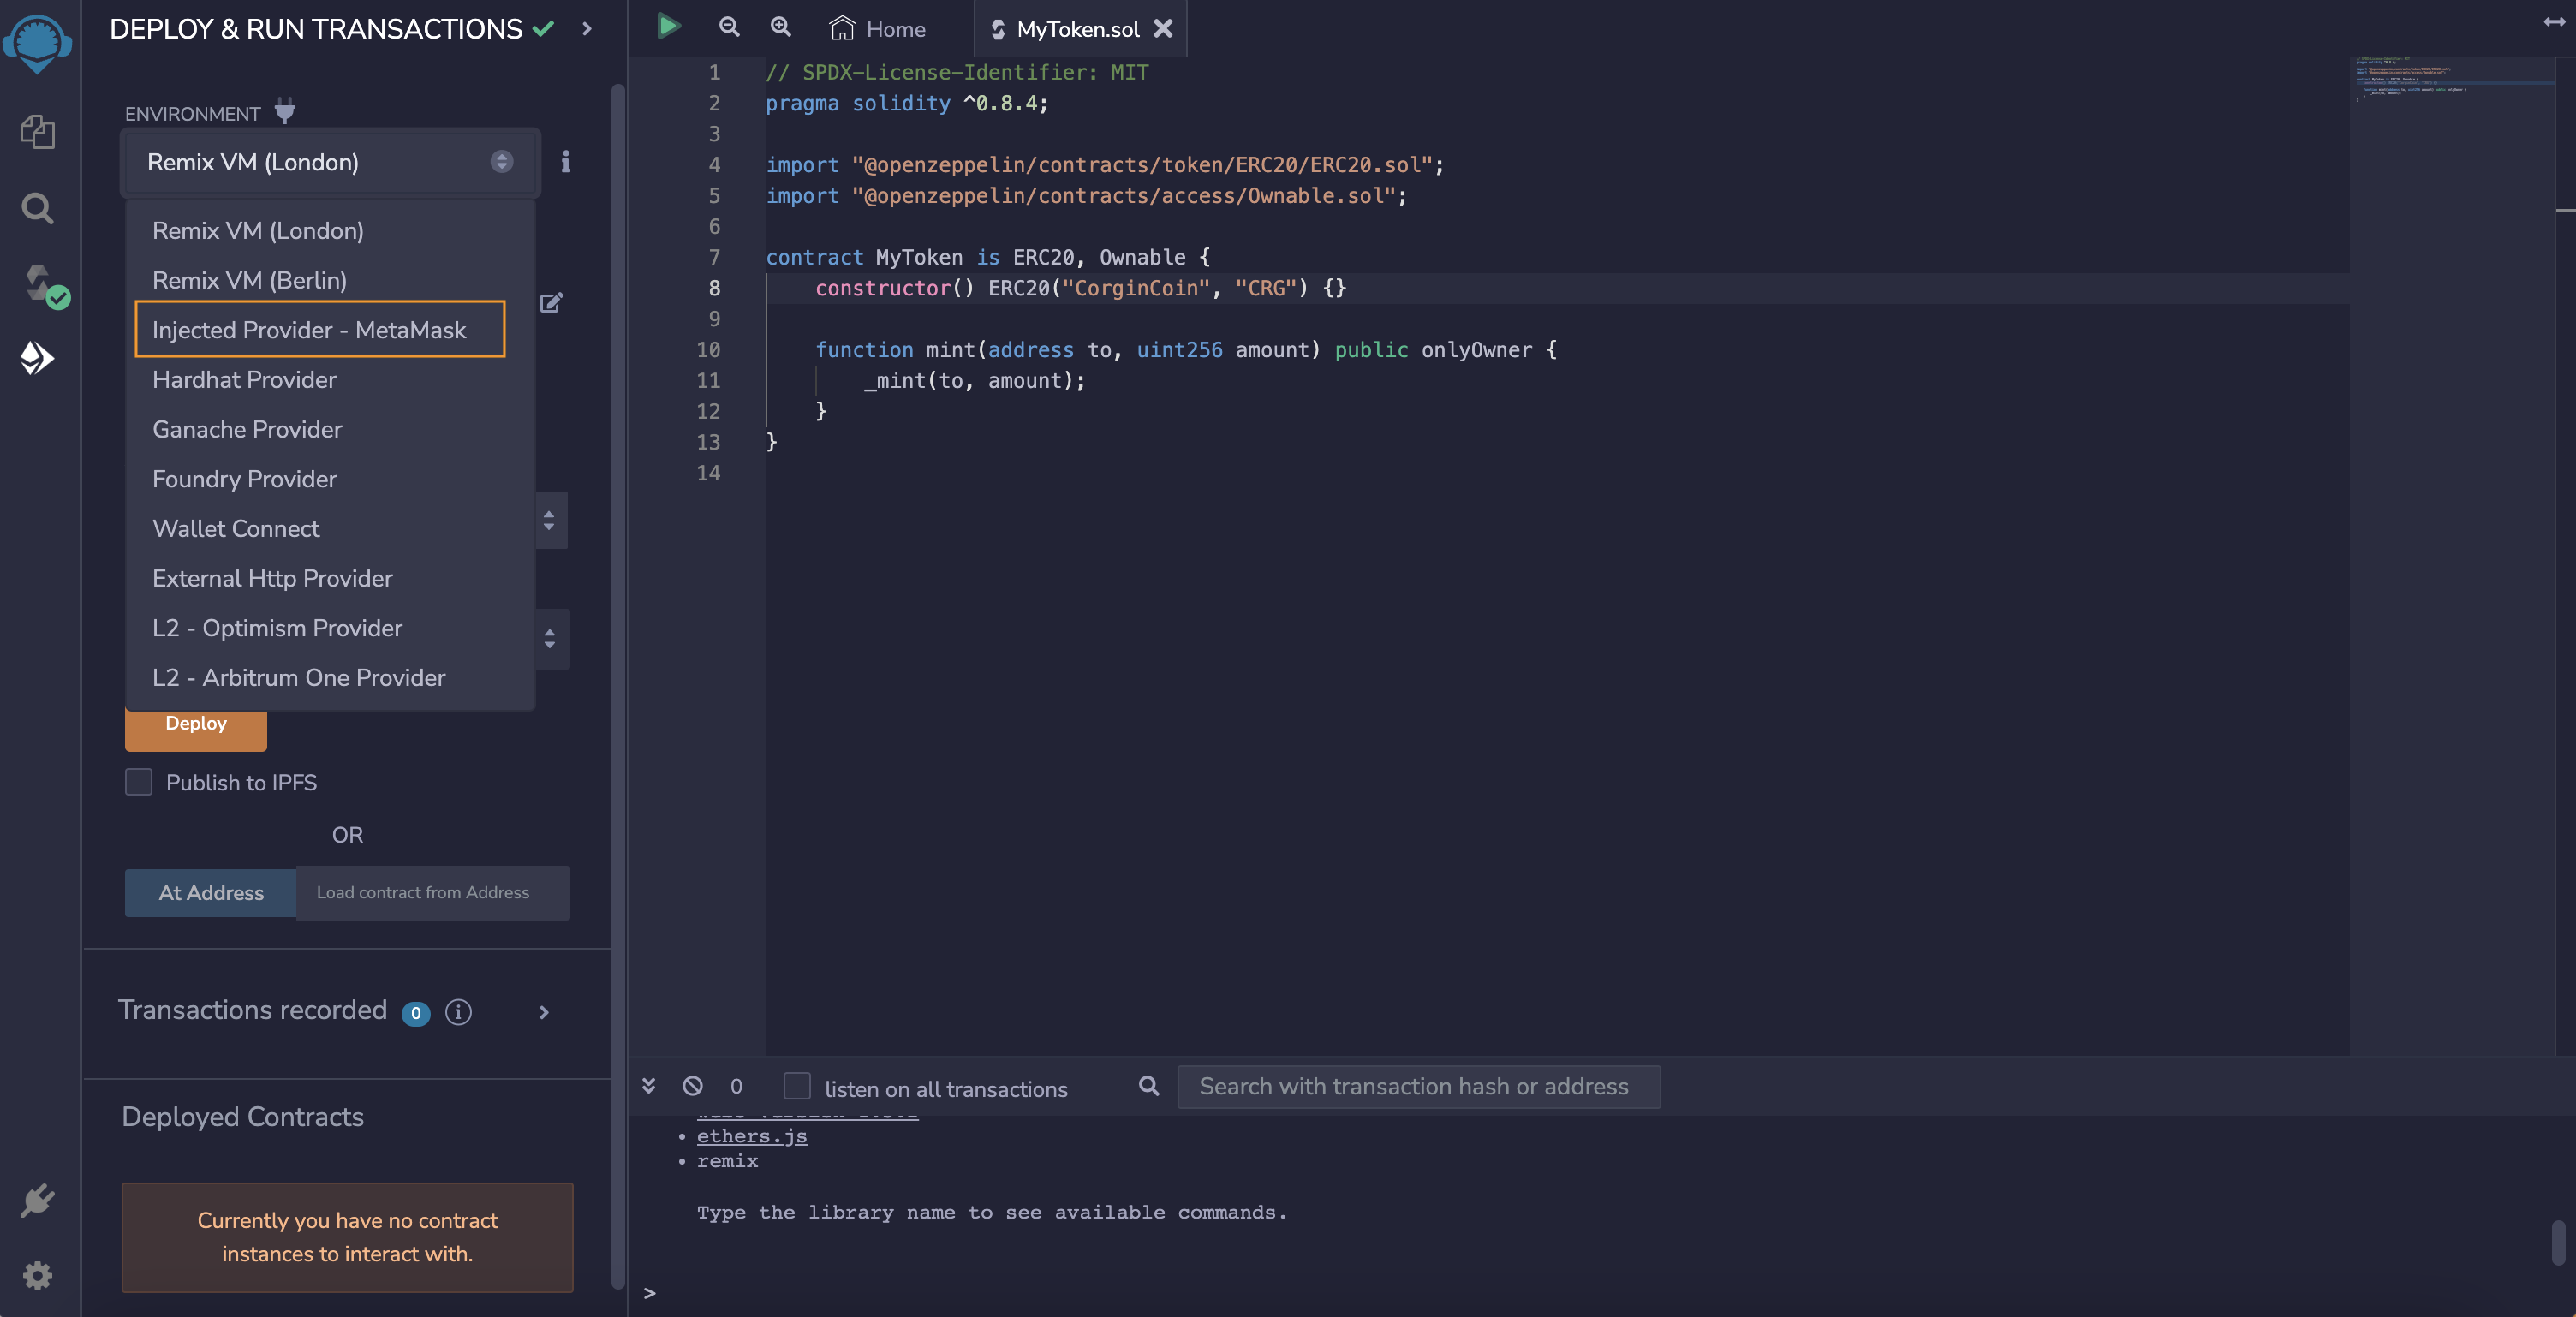 DEPLOY & RUN TRANSACTIONS
ENVIRONMENT
Remix VM (London)
Remix VM (London)
Remix VM (Berlin)
Injected Provider - MetaMask
Hardhat Provider
Ganache Provider
Foundry Provider
Wallet Connect
External Http Provider
L2 - Optimism Provider
L2 - Arbitrum One Provider
Deploy
Publish to IPFS
OR
At Address
Load contract from Address
Transactions recorded 0
Deployed Contracts
Currently you have no contract
instances to interact with.
Home
MyToken.sol
1 // SPDX-License-Identifier: MIT
2 pragma solidity ^0.8.4;
3
4 import "@openzeppelin/contracts/token/ERC20/ERC20.sol";
5 import "@openzeppelin/contracts/access/Ownable.sol";
6
7 contract MyToken is ERC20, Ownable {
8 constructor() ERC20("CorginCoin", "CRG") {}
9
10 function mint(address to, uint256 amount) public onlyOwner {
11 _mint(to, amount);
12 }
13 }
14
0
listen on all transactions
Search with transaction hash or address
• ethers.js
• remix
Type the library name to see available commands.
>